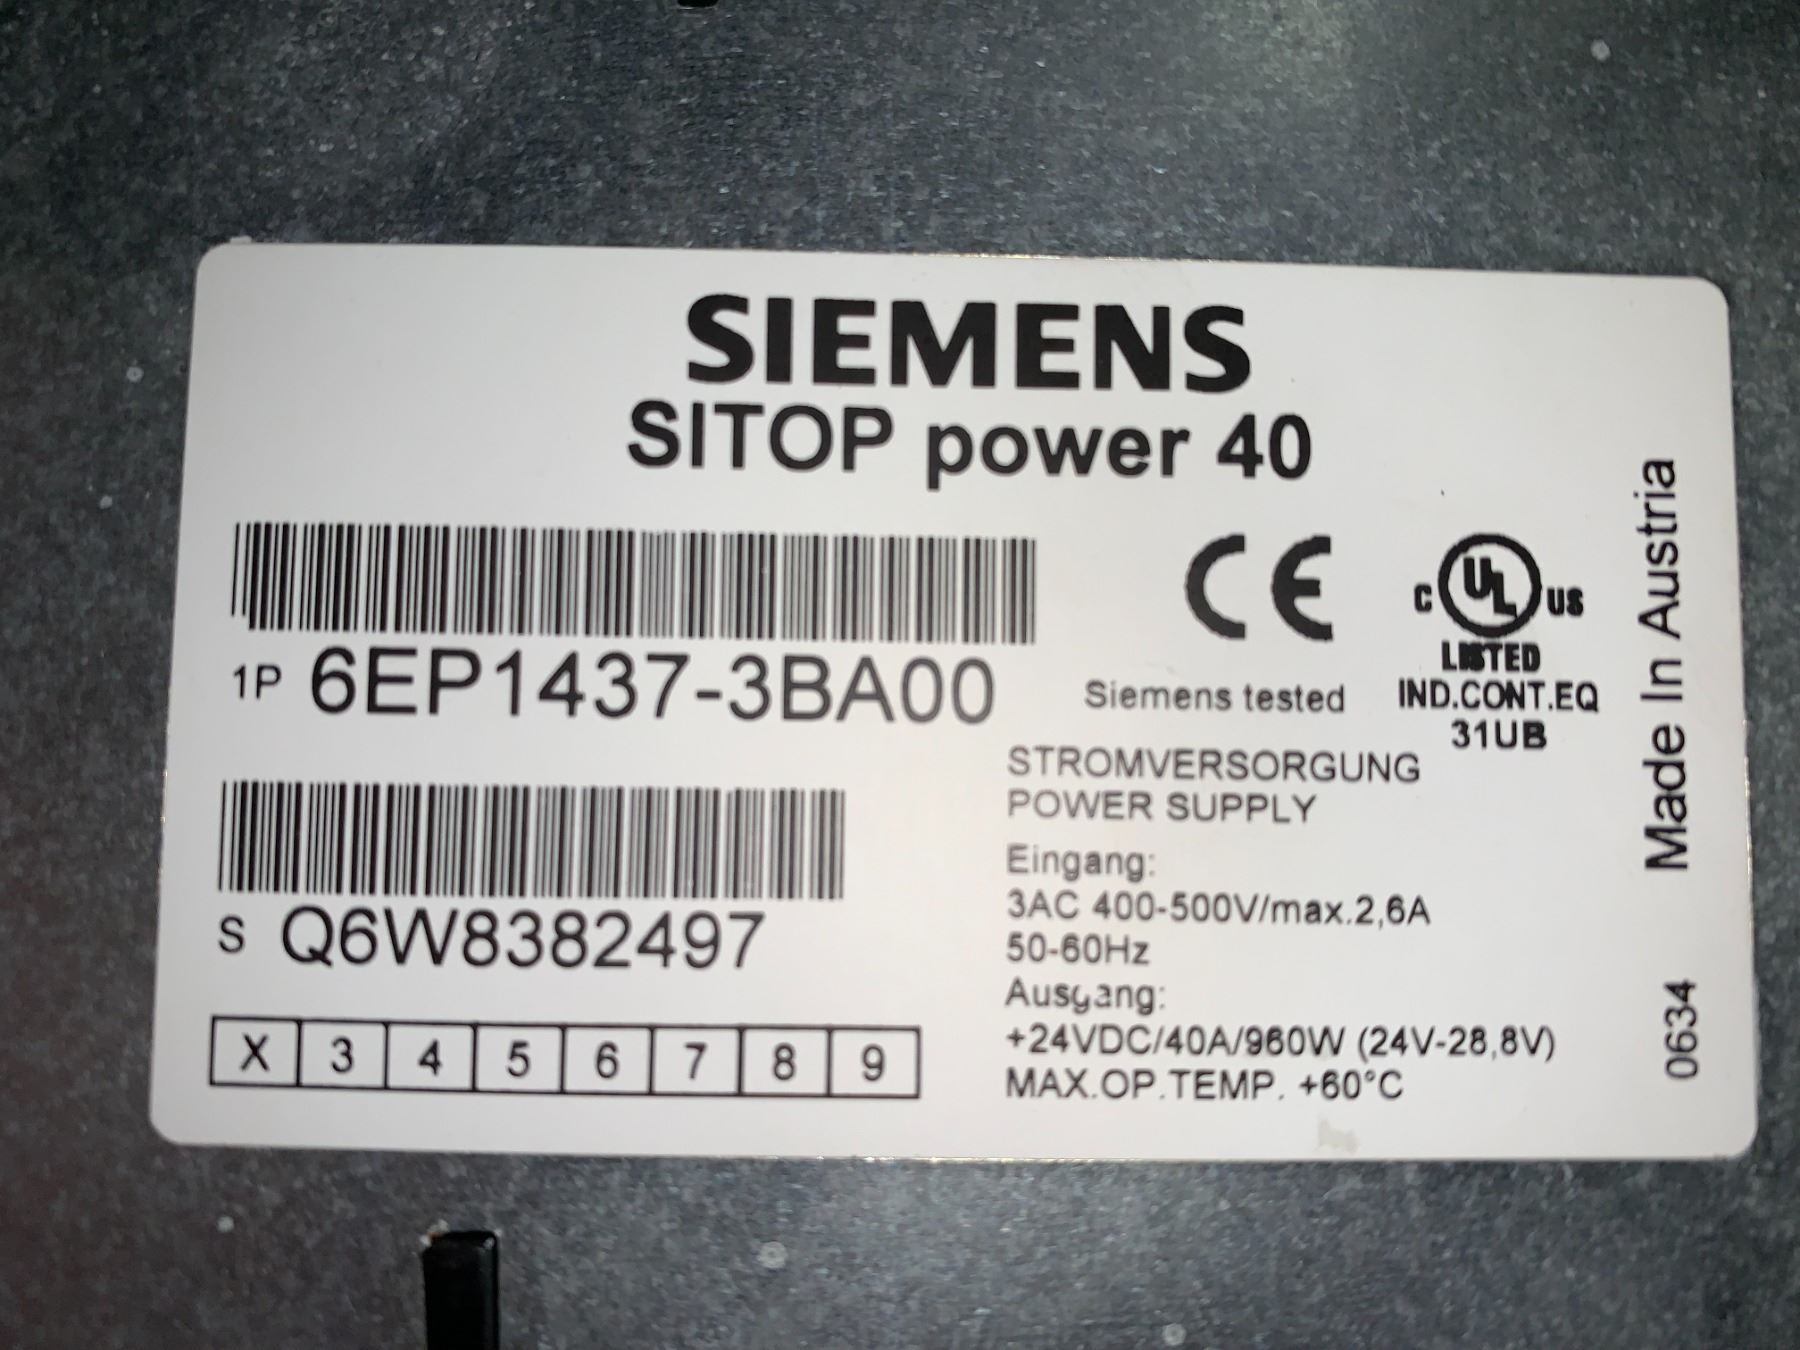 SIEMENS
SITOP power 40
1P 6EP1437-3BA00
S Q6W8382497
X 3 4 5 6 7 8 9
CE
Siemens tested
C UL US
LISTED
IND.CONT.EQ
31UB
STROMVERSORGUNG
POWER SUPPLY
Eingang:
3AC 400-500V/max.2,6A
50-60Hz
Ausgang:
+24VDC/40A/960W (24V-28,8V)
MAX.OP.TEMP. +60°C
Made In Austria
0634